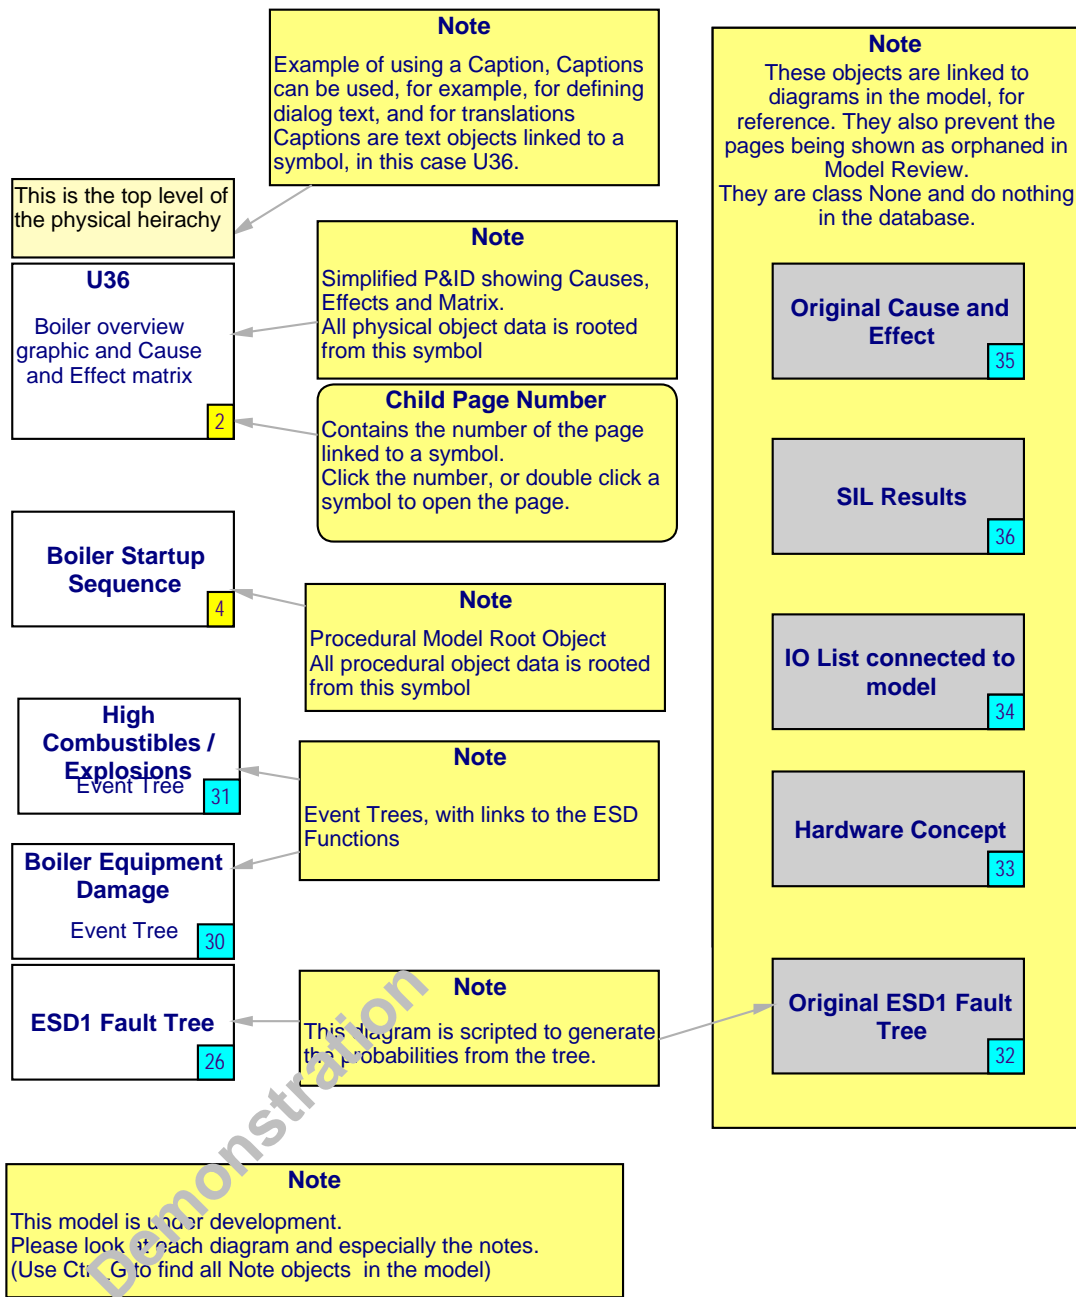 Note
Example of using a Caption, Captions
can be used, for example, for defining
dialog text, and for translations
Captions are text objects linked to a
symbol, in this case U36.
This is the top level of
the physical heirachy
U36
Boiler overview
graphic and Cause
and Effect matrix
2
Note
Simplified P&ID showing Causes,
Effects and Matrix.
All physical object data is rooted
from this symbol
Child Page Number
Contains the number of the page
linked to a symbol.
Click the number, or double click a
symbol to open the page.
Boiler Startup
Sequence
4
Note
Procedural Model Root Object
All procedural object data is rooted
from this symbol
High
Combustibles /
Explosions
Event Tree
31
Note
Event Trees, with links to the ESD
Functions
Boiler Equipment
Damage
Event Tree
30
ESD1 Fault Tree
26
Note
This diagram is scripted to generate
the probabilities from the tree.
Note
These objects are linked to
diagrams in the model, for
reference. They also prevent the
pages being shown as orphaned in
Model Review.
They are class None and do nothing
in the database.
Original Cause and
Effect
35
SIL Results
36
IO List connected to
model
34
Hardware Concept
33
Original ESD1 Fault
Tree
32
Note
This model is under development.
Please look at each diagram and especially the notes.
(Use Ctrl_G to find all Note objects  in the model)
Demonstration